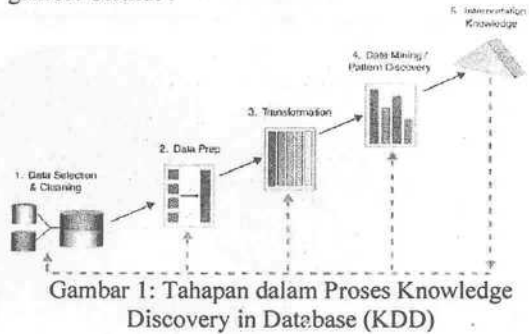 5. Interpretation
Knowledge
4. Data Mining /
Pattern Discovery
3. Transformation
2. Data Prep
1. Data Selection
& Cleaning
Gambar 1: Tahapan dalam Proses Knowledge
Discovery in Database (KDD)